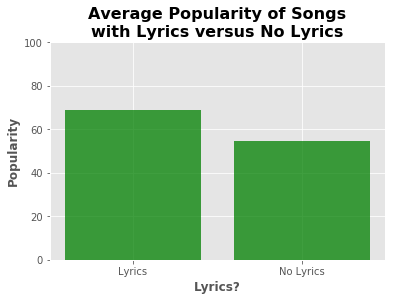 Average Popularity of Songs
with Lyrics versus No Lyrics
100
80
60
40
20
0
Popularity
Lyrics
No Lyrics
Lyrics?